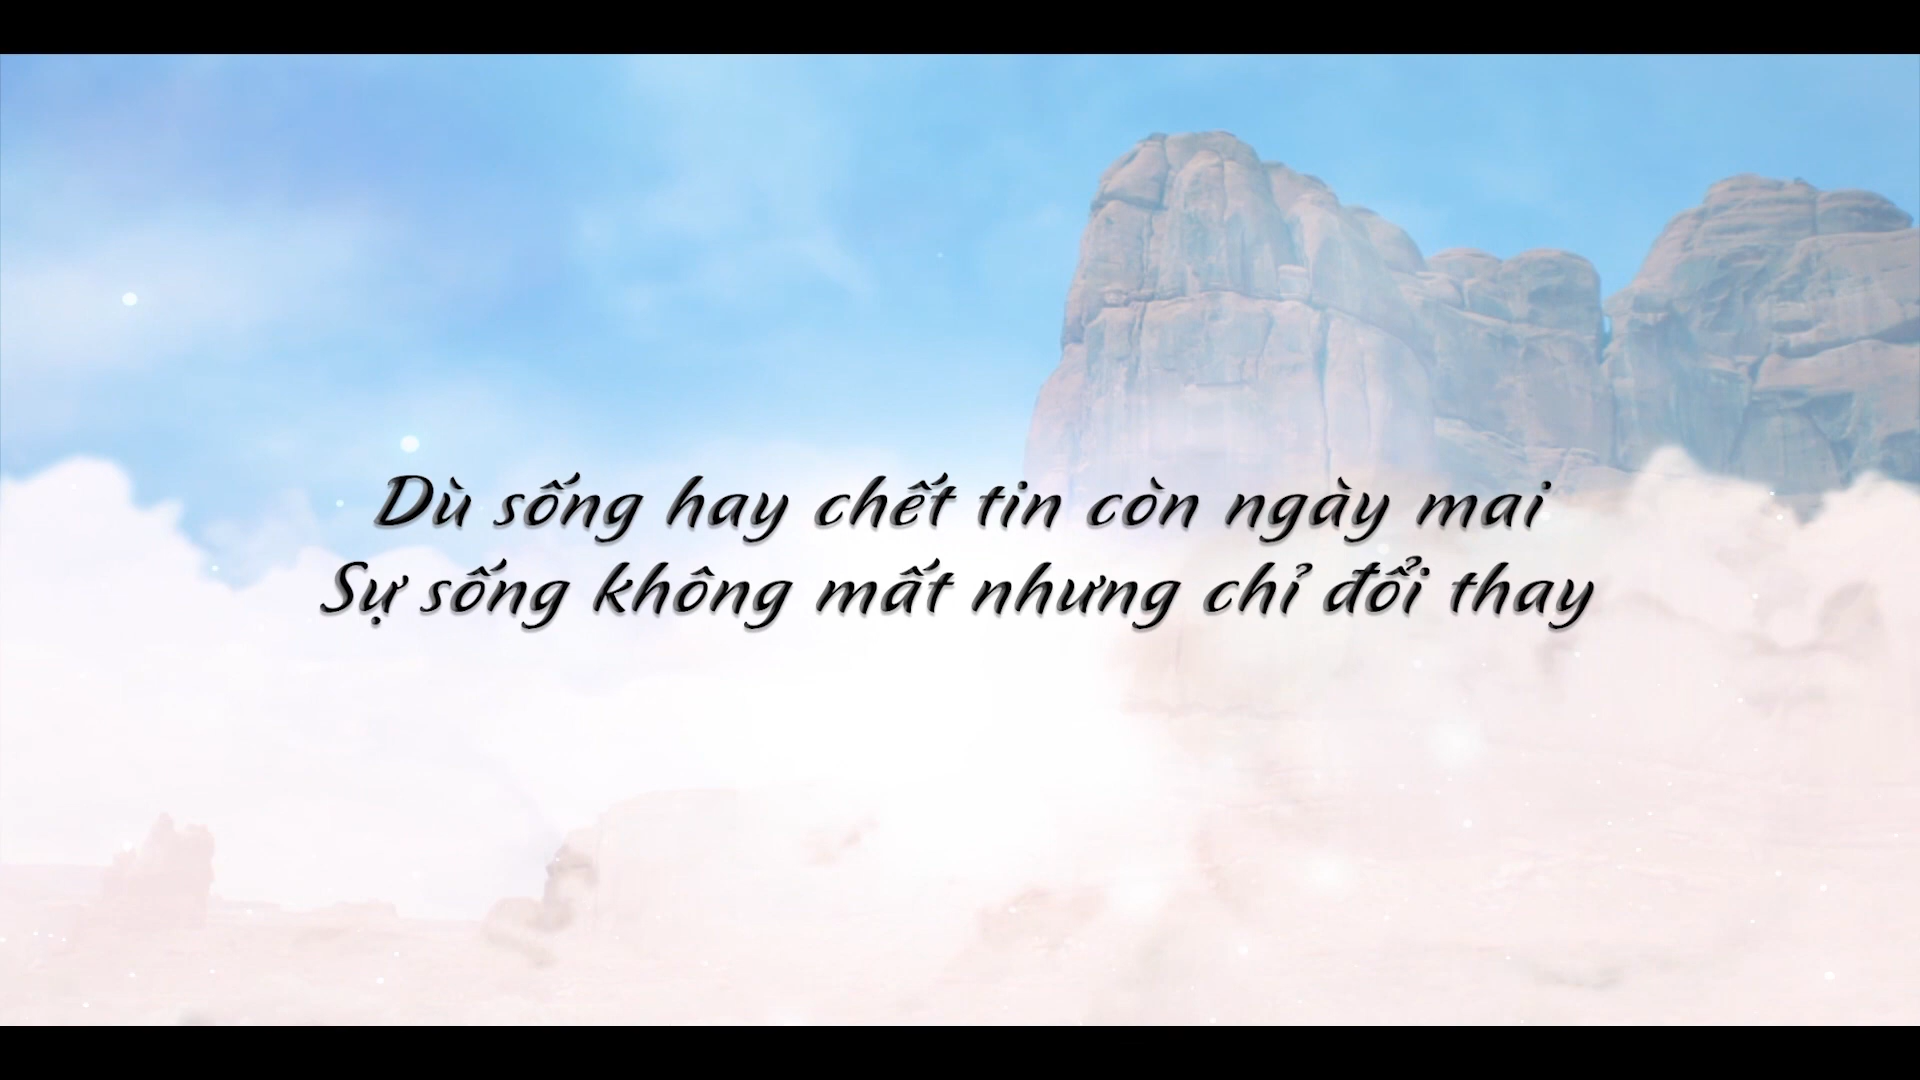 Dù sống hay chết tin còn ngày mai
Sự sống không mất nhưng chỉ đổi thay